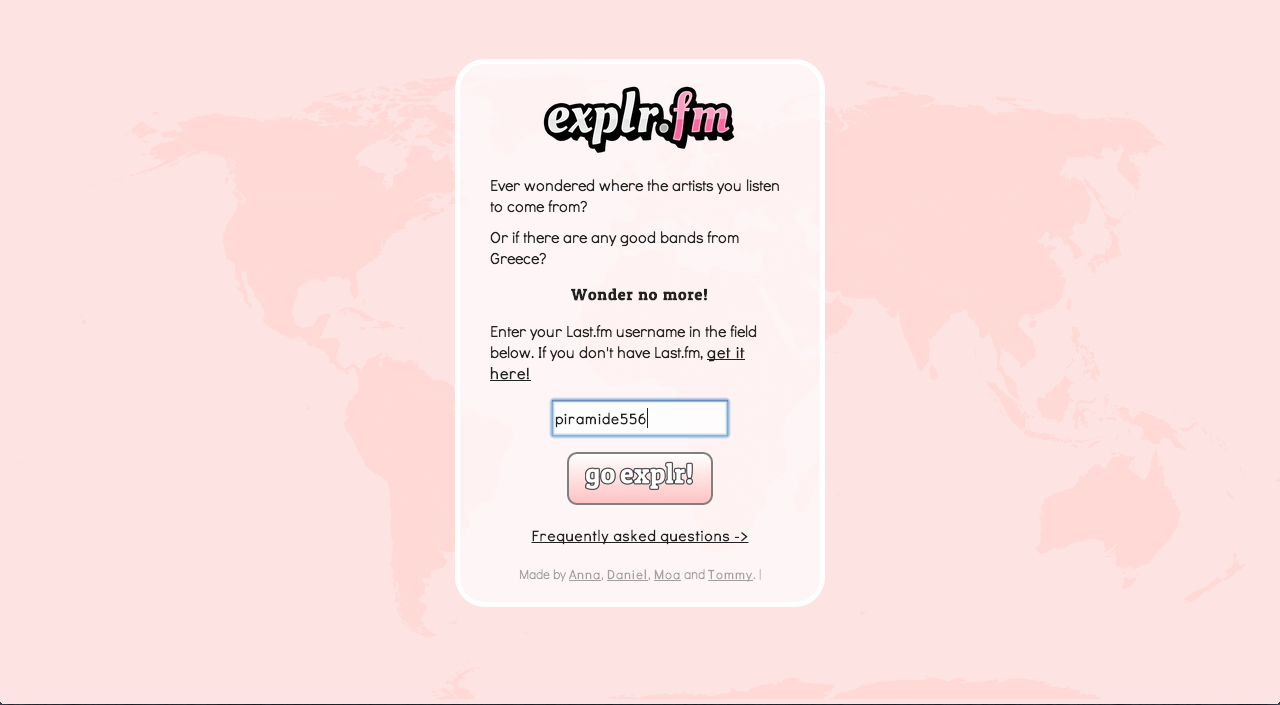 explr.fm
Ever wondered where the artists you listen
to come from?
Or if there are any good bands from
Greece?
Wonder no more!
Enter your Last.fm username in the field
below. If you don't have Last.fm, get it
here!
piramide556
go explr!
Frequently asked questions ->
Made by Anna, Daniel, Moa and Tommy. |